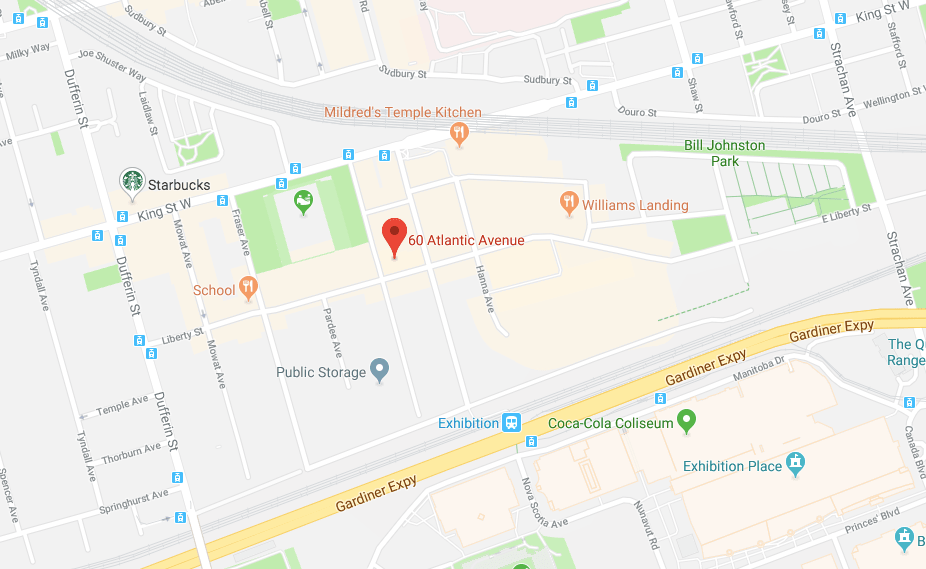 Sudbury St
Abell St
Abell St
Rd
Milky Way
Joe Shuster Way
Sudbury St
Sudbury St
King St W
Strachan Ave
Stafford St
Shaw St
Douro St
Douro St
Wellington St W
Dufferin St
Laidlaw St
Mildred's Temple Kitchen
Bill Johnston
Park
Starbucks
King St W
Fraser Ave
Mowat Ave
Williams Landing
E Liberty St
60 Atlantic Avenue
Strachan Ave
Tyndall Ave
Dufferin St
School
Hanna Ave
Liberty St
Pardee Ave
Mowat Ave
Public Storage
Gardiner Expy
Gardiner Expy
Manitoba Dr
The Q
Range
Temple Ave
Tyndall Ave
Dufferin St
Exhibition
Coca-Cola Coliseum
Thorburn Ave
Exhibition Place
Canada Blvd
Spencer Ave
Springhurst Ave
Gardiner Expy
Nova Scotia Ave
Nunavut Rd
Princes' Blvd
B